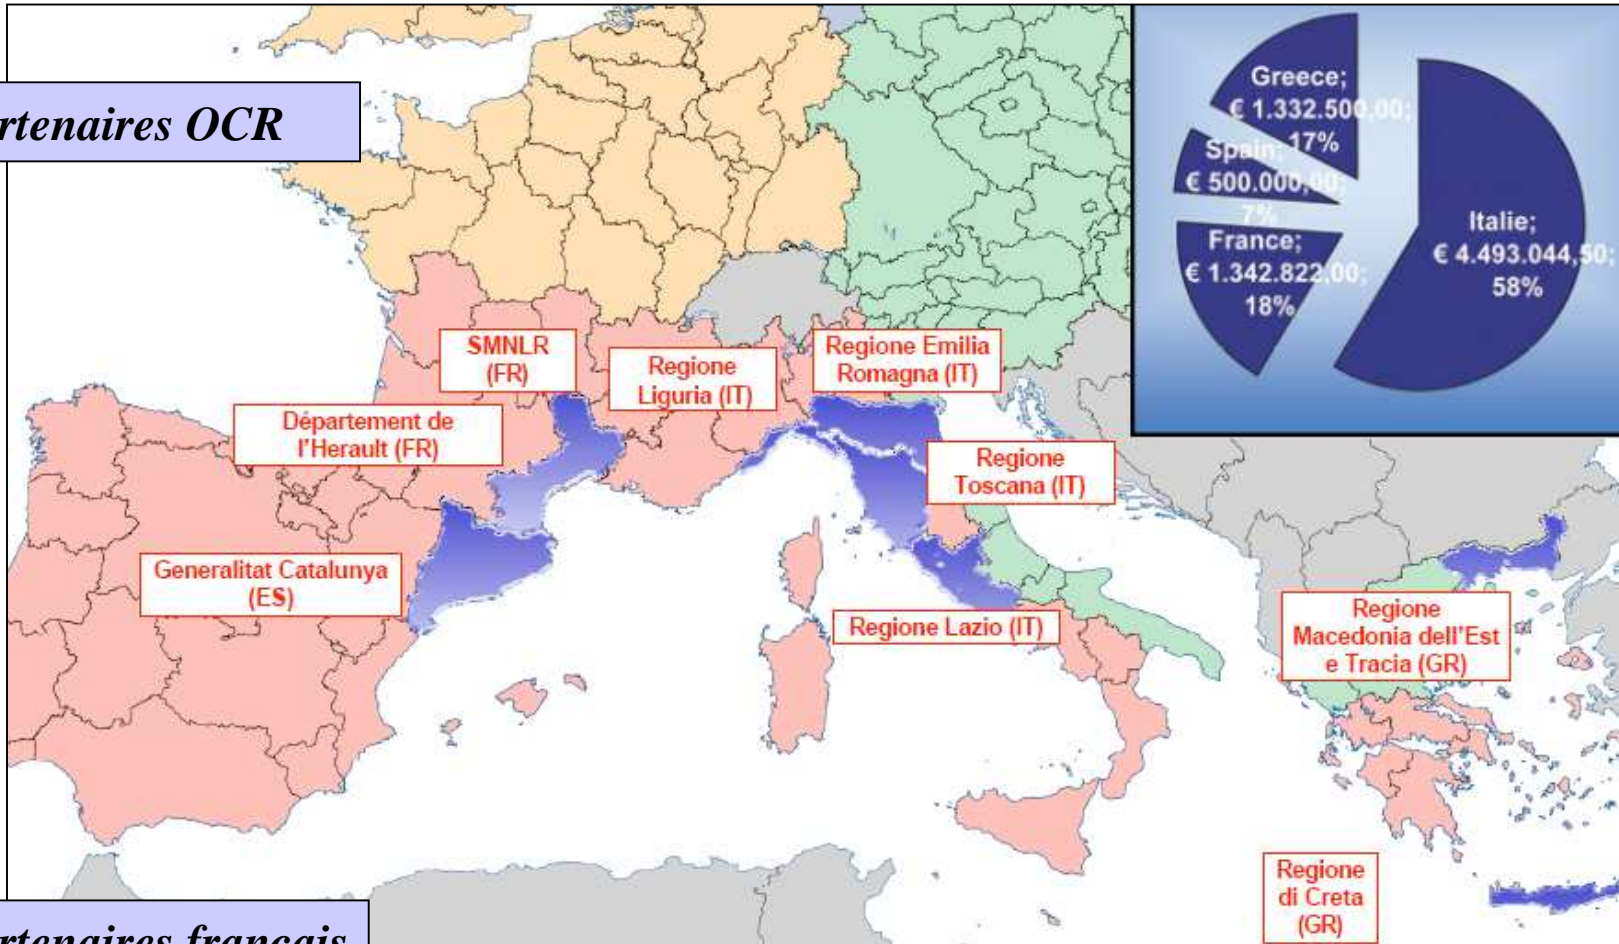 rtenaires OCR
Greece;
€ 1.332.500,00;
17%
Spain;
€ 500.000,00;
7%
France;
€ 1.342.822,00;
18%
Italie;
€ 4.493.044,50;
58%
SMNLR
(FR)
Regione
Liguria (IT)
Regione Emilia
Romagna (IT)
Département de
l'Herault (FR)
Regione
Toscana (IT)
Generalitat Catalunya
(ES)
Regione Lazio (IT)
Regione
Macedonia dell'Est
e Tracia (GR)
Regione
di Creta
(GR)
rtenaires français